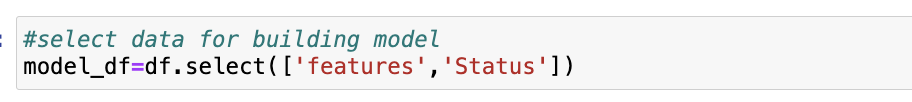 #select data for building model
model_df=df.select(['features','Status'])